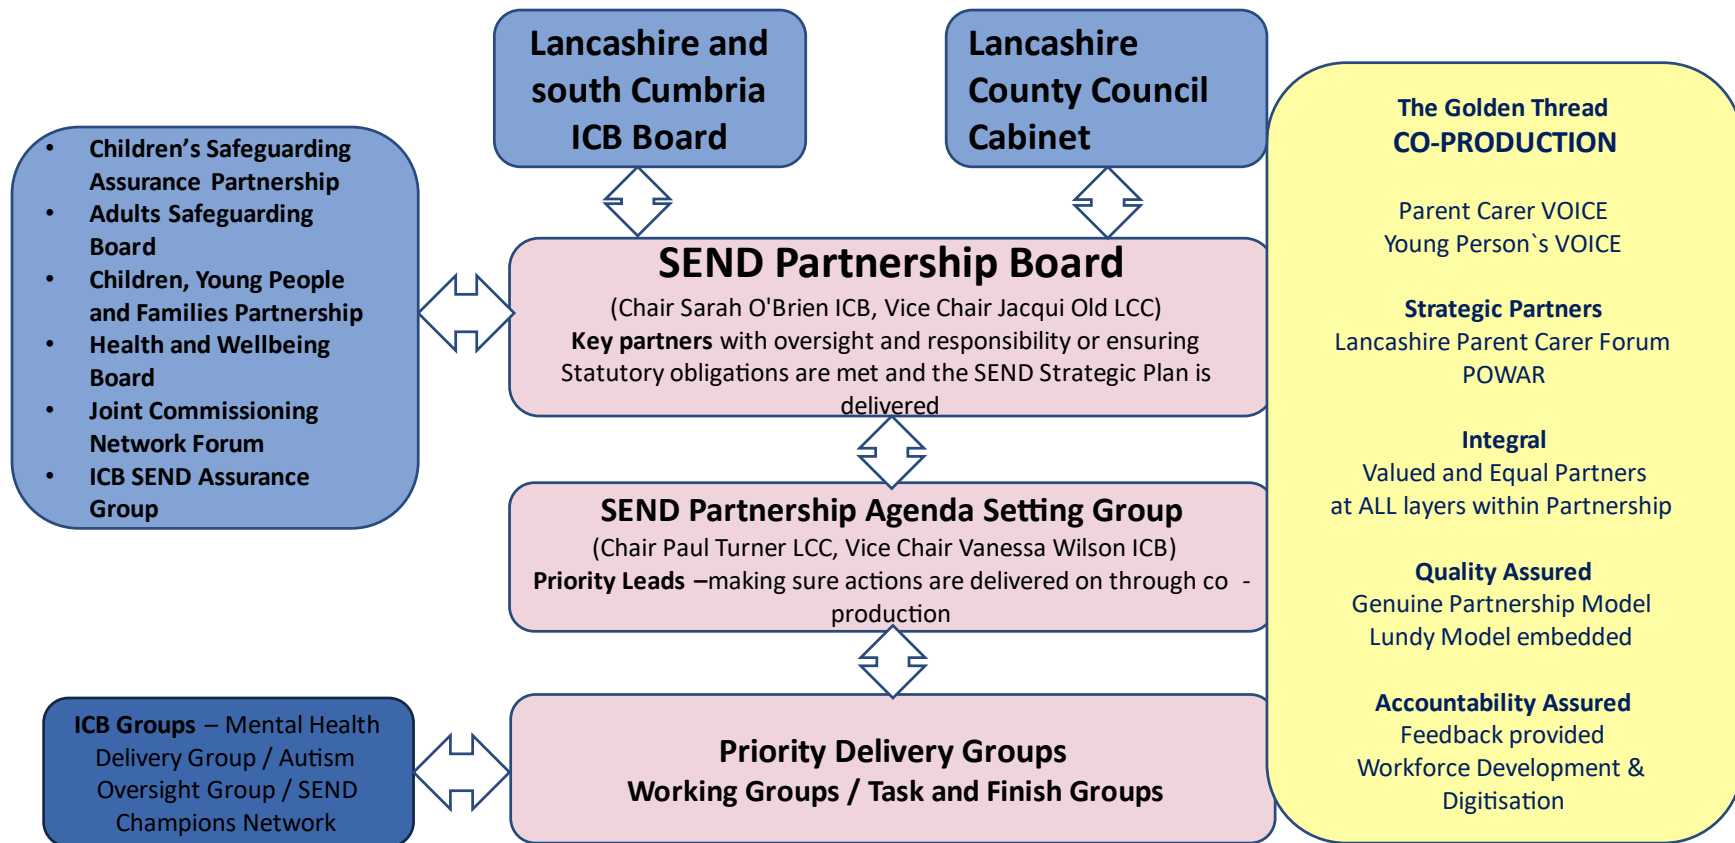 Lancashire and
south Cumbria
ICB Board
Lancashire
County Council
Cabinet
• Children’s Safeguarding
Assurance Partnership
• Adults Safeguarding
Board
• Children, Young People
and Families Partnership
• Health and Wellbeing
Board
• Joint Commissioning
Network Forum
• ICB SEND Assurance
Group
SEND Partnership Board
(Chair Sarah O'Brien ICB, Vice Chair Jacqui Old LCC)
Key partners with oversight and responsibility or ensuring
Statutory obligations are met and the SEND Strategic Plan is
delivered
SEND Partnership Agenda Setting Group
(Chair Paul Turner LCC, Vice Chair Vanessa Wilson ICB)
Priority Leads –making sure actions are delivered on through co -
production
ICB Groups – Mental Health
Delivery Group / Autism
Oversight Group / SEND
Champions Network
Priority Delivery Groups
Working Groups / Task and Finish Groups
The Golden Thread
CO-PRODUCTION
Parent Carer VOICE
Young Person`s VOICE
Strategic Partners
Lancashire Parent Carer Forum
POWAR
Integral
Valued and Equal Partners
at ALL layers within Partnership
Quality Assured
Genuine Partnership Model
Lundy Model embedded
Accountability Assured
Feedback provided
Workforce Development &
Digitisation